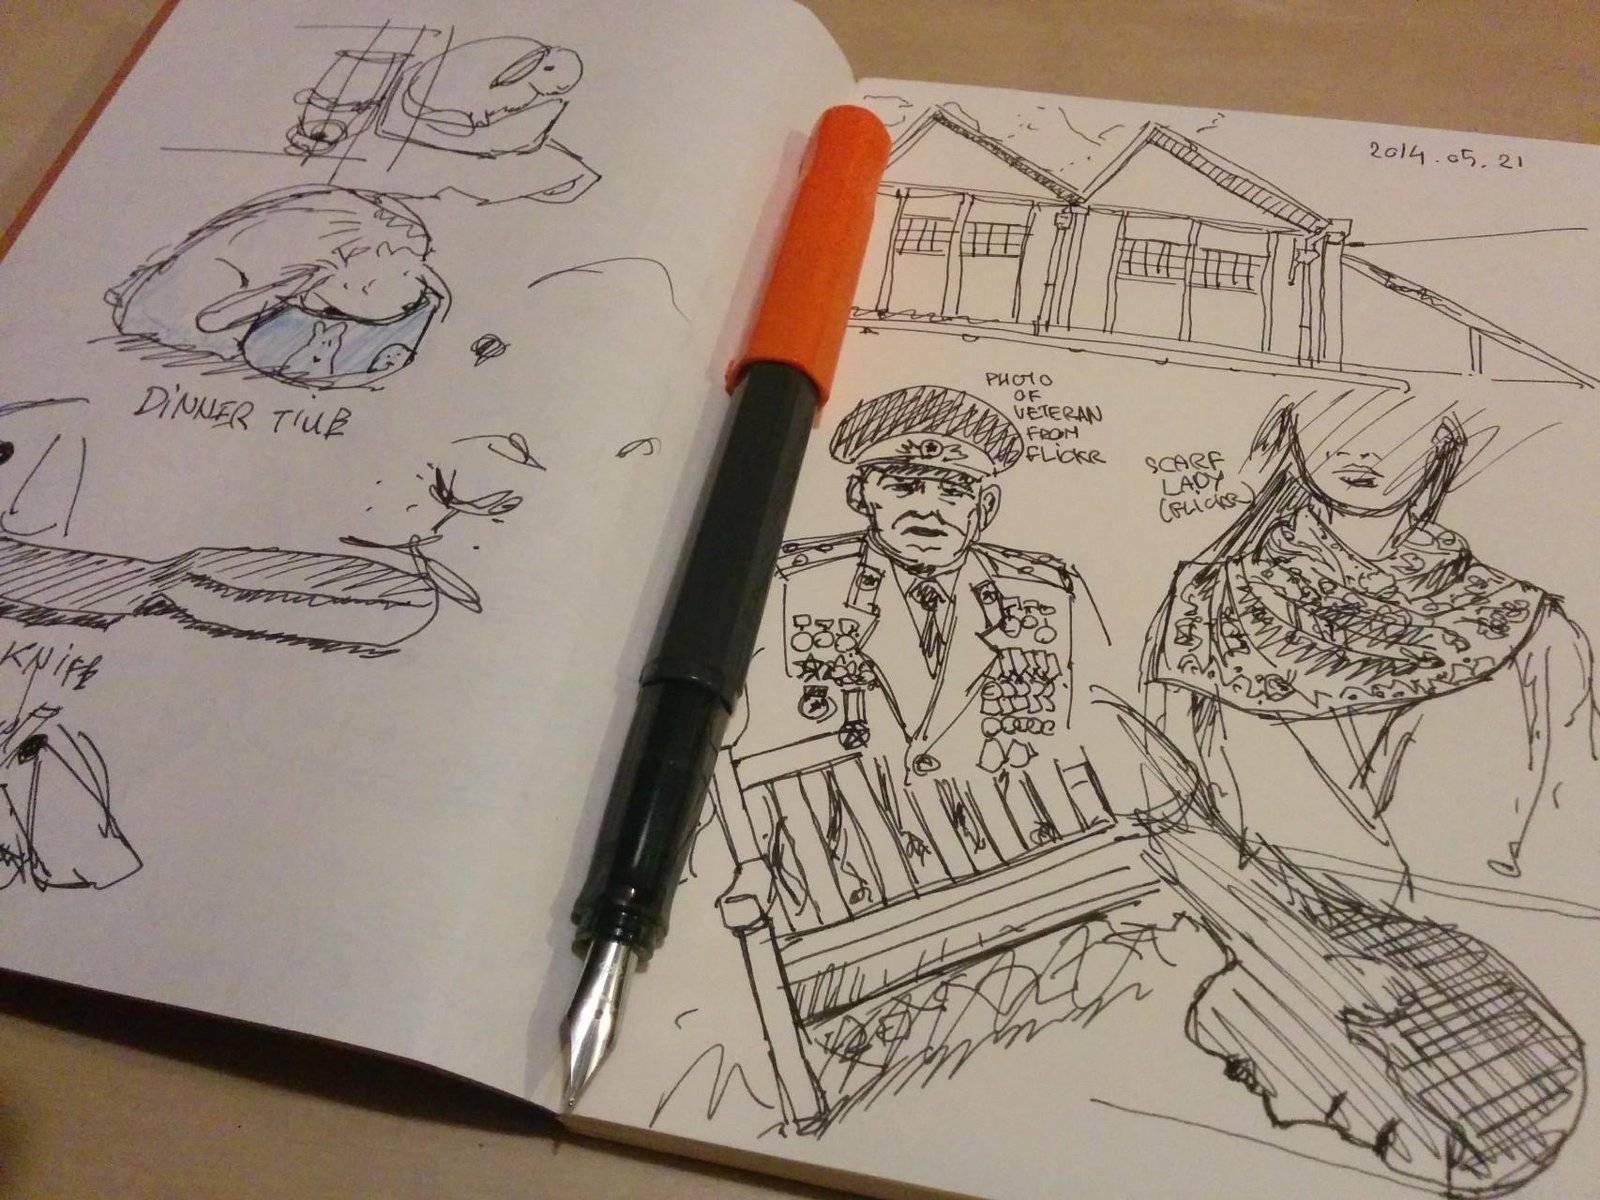 DINNER TIME
KNIFE
2014.05.21
PHOTO
OF
VETERAN
FROM
FLICKR
SCARF
LADY
(FLICKR)